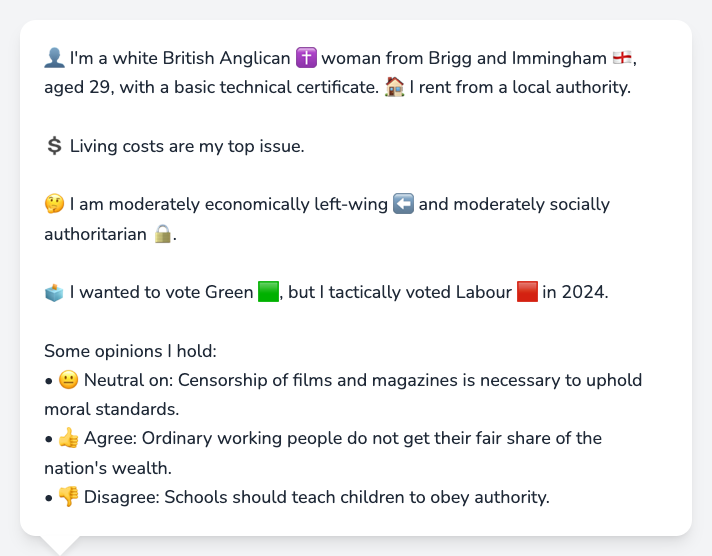 👤 I'm a white British Anglican ✝️ woman from Brigg and Immingham 🏴󠁧󠁢󠁥󠁮󠁧󠁿,
aged 29, with a basic technical certificate. 🏠 I rent from a local authority.
💲 Living costs are my top issue.
🤔 I am moderately economically left-wing ⬅️ and moderately socially
authoritarian 🔒.
🗳️ I wanted to vote Green 🟩, but I tactically voted Labour 🟥 in 2024.
Some opinions I hold:
• 😐 Neutral on: Censorship of films and magazines is necessary to uphold
moral standards.
• 👍 Agree: Ordinary working people do not get their fair share of the
nation's wealth.
• 👎 Disagree: Schools should teach children to obey authority.